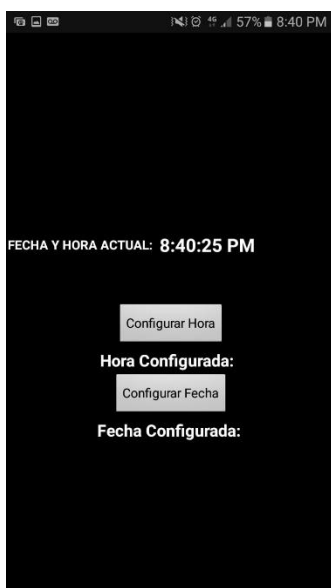 4G 57% 8:40 PM
FECHA Y HORA ACTUAL: 8:40:25 PM
Configurar Hora
Hora Configurada:
Configurar Fecha
Fecha Configurada: